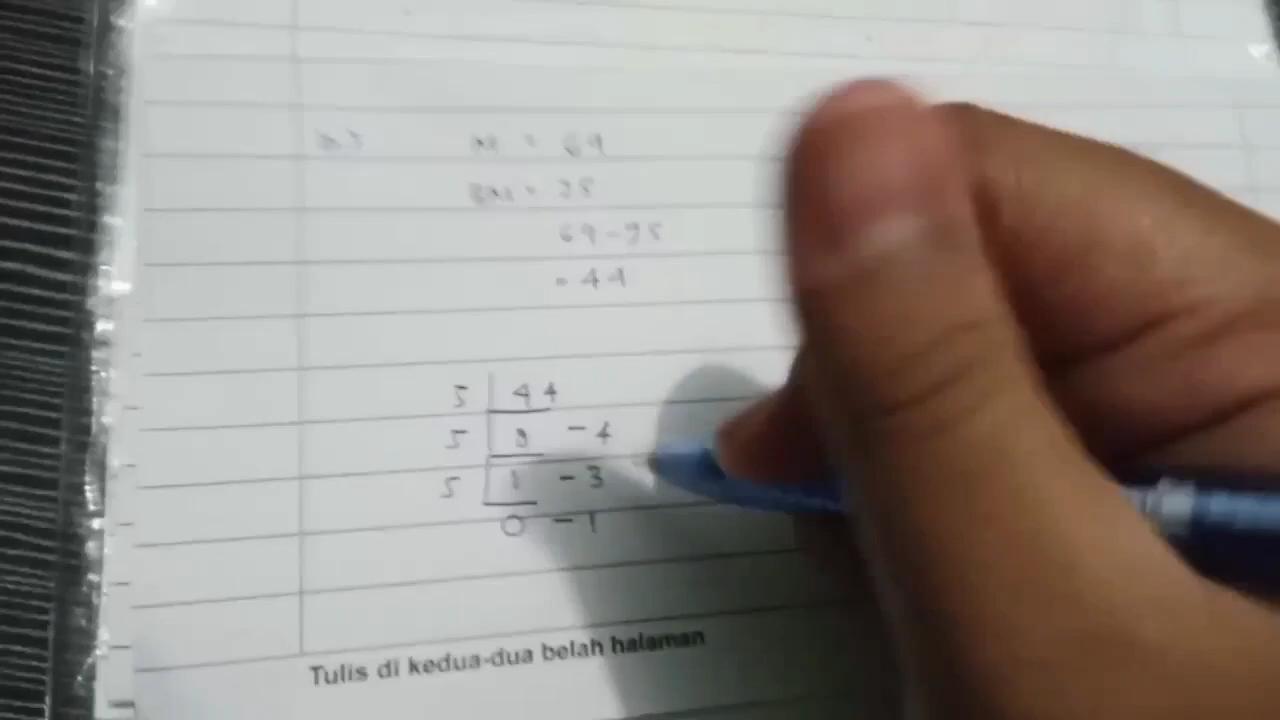 = 69
= 25
69 - 25
= 44
5 | 44
5 | 8 - 4
5 | 1 - 3
0 - 1
Tulis di kedua-dua belah halaman